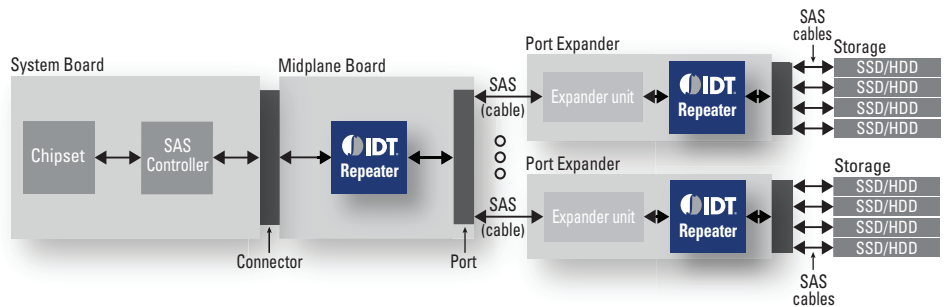 System Board
Chipset
SAS
Controller
Connector
Midplane Board
IDT.
Repeater
Port
SAS
(cable)
SAS
(cable)
Port Expander
Expander unit
IDT.
Repeater
SAS
cables
Storage
SSD/HDD
SSD/HDD
SSD/HDD
SSD/HDD
Port Expander
Expander unit
IDT.
Repeater
Storage
SSD/HDD
SSD/HDD
SSD/HDD
SSD/HDD
SAS
cables